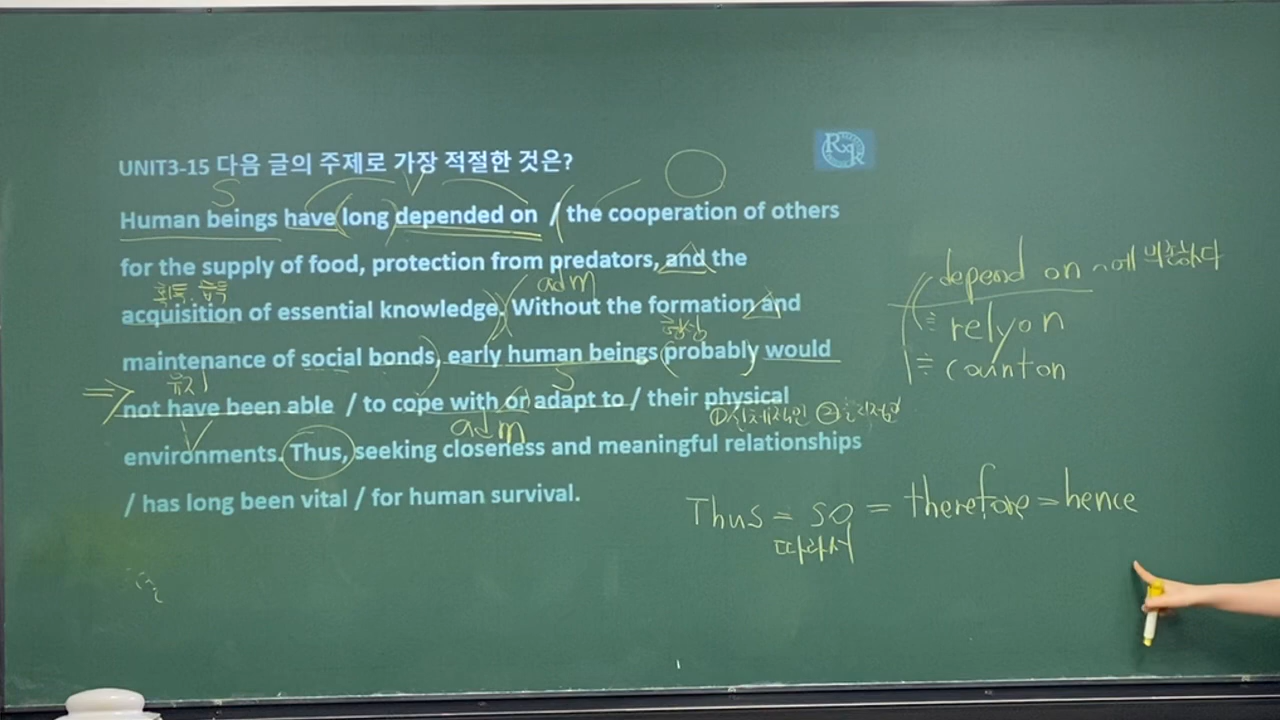 UNIT3-15 다음 글의 주제로 가장 적절한 것은?
S V
Human beings have long depended on / the cooperation of others
for the supply of food, protection from predators, and the
adm
acquisition of essential knowledge. Without the formation and
maintenance of social bonds, early human beings probably would
유지 S
not have been able / to cope with or adapt to / their physical
V adm
environments. Thus, seeking closeness and meaningful relationships
/ has long been vital / for human survival.
depend on ~에 의존하다
≒ rely on
≒ count on
Thus = so = therefore = hence
따라서